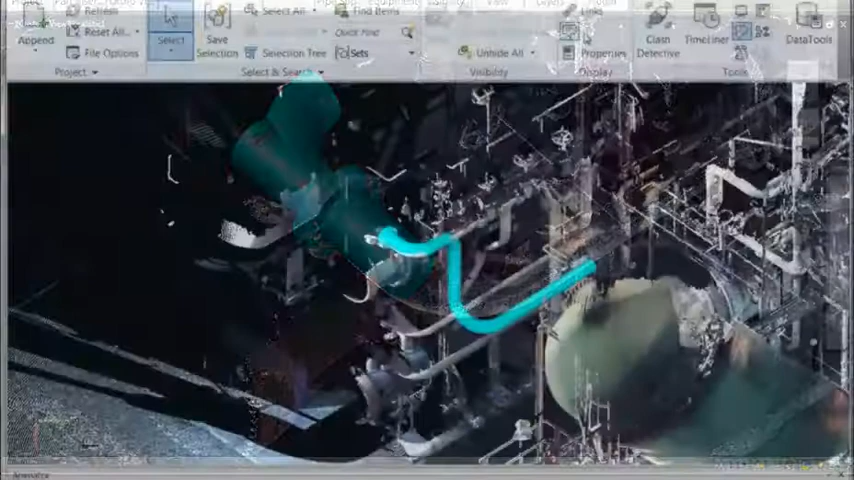 Refresh
Reset All...
File Options
Append
Project
Select
Save
Selection
Select All
Selection Tree
Find Items
Quick Find
Sets
Select & Search
Unhide All
Visibility
Links
Properties
Display
Clash
Detective
TimeLiner
Tools
DataTools